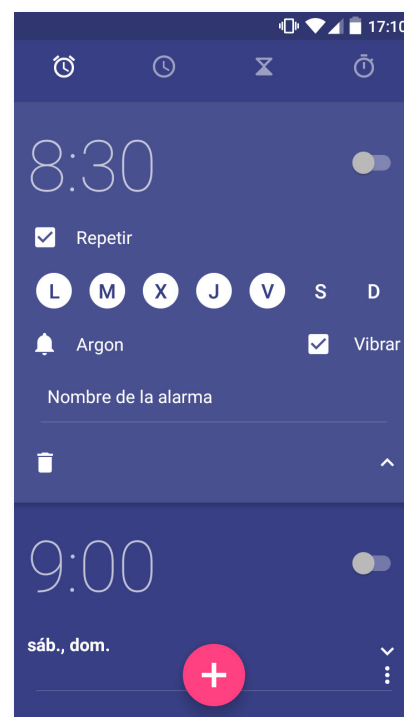 17:10
8:30
Repetir
L M X J V S D
Argon Vibrar
Nombre de la alarma
9:00
sáb., dom.